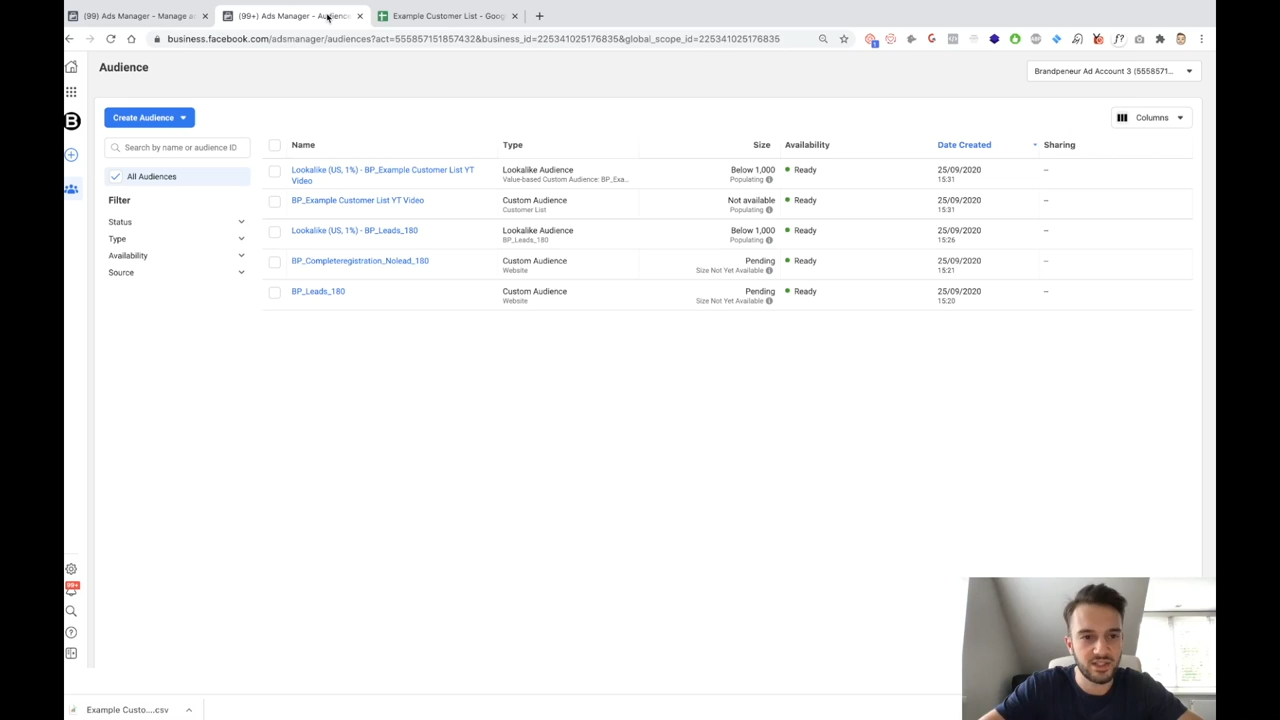 (99) Ads Manager - Manage a
(99+) Ads Manager - Audience
Example Customer List - Goog
business.facebook.com/adsmanager/audiences?act=555857151857432&business_id=225341025176835&global_scope_id=225341025176835
Audience
Brandpeneur Ad Account 3 (5558571...
Create Audience
Columns
Search by name or audience ID
Name
Type
Size
Availability
Date Created
Sharing
All Audiences
Filter
Status
Type
Availability
Source
Lookalike (US, 1%) - BP_Example Customer List YT
Video
Lookalike Audience
Value-based Custom Audience: BP_Exa...
Below 1,000
Populating
Ready
25/09/2020
15:31
–
BP_Example Customer List YT Video
Custom Audience
Customer List
Not available
Populating
Ready
25/09/2020
15:31
–
Lookalike (US, 1%) - BP_Leads_180
Lookalike Audience
BP_Leads_180
Below 1,000
Populating
Ready
25/09/2020
15:26
–
BP_Completeregistration_Nolead_180
Custom Audience
Website
Pending
Size Not Yet Available
Ready
25/09/2020
15:21
–
BP_Leads_180
Custom Audience
Website
Pending
Size Not Yet Available
Ready
25/09/2020
15:20
–
99+
Example Custo....csv